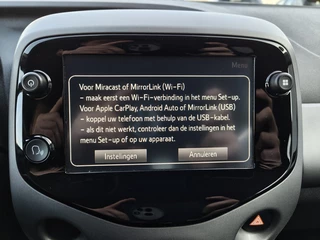 Menu
Voor Miracast of MirrorLink (Wi-Fi)
- maak eerst een Wi-Fi-verbinding in het menu Set-up.
Voor Apple CarPlay, Android Auto of MirrorLink (USB)
- koppel uw telefoon met behulp van de USB-kabel.
- als dit niet werkt, controleer dan de instellingen in het
menu Set-up of op uw apparaat.
Instellingen Annuleren